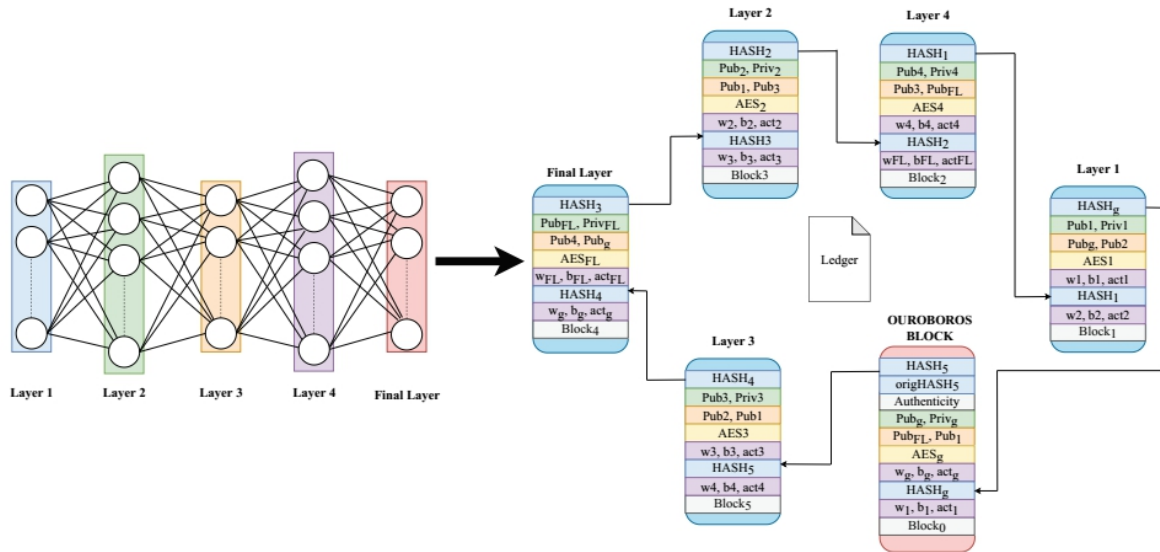 Layer 1
Layer 2
Layer 3
Layer 4
Final Layer
Final Layer
HASH3
PubFL, PrivFL
Pub4, Pubg
AESFL
wFL, bFL, actFL
HASH4
wg, bg, actg
Block4
Layer 2
HASH2
Pub2, Priv2
Pub1, Pub3
AES2
w2, b2, act2
HASH3
w3, b3, act3
Block3
Layer 4
HASH1
Pub4, Priv4
Pub3, PubFL
AES4
w4, b4, act4
HASH2
wFL, bFL, actFL
Block2
Layer 1
HASHg
Pub1, Priv1
Pubg, Pub2
AES1
w1, b1, act1
HASH1
w2, b2, act2
Block1
Ledger
Layer 3
HASH4
Pub3, Priv3
Pub2, Pub1
AES3
w3, b3, act3
HASH5
w4, b4, act4
Block5
OUROBOROS
BLOCK
HASH5
origHASH5
Authenticity
Pubg, Privg
PubFL, Pub1
AESg
wg, bg, actg
HASHg
w1, b1, act1
Block0